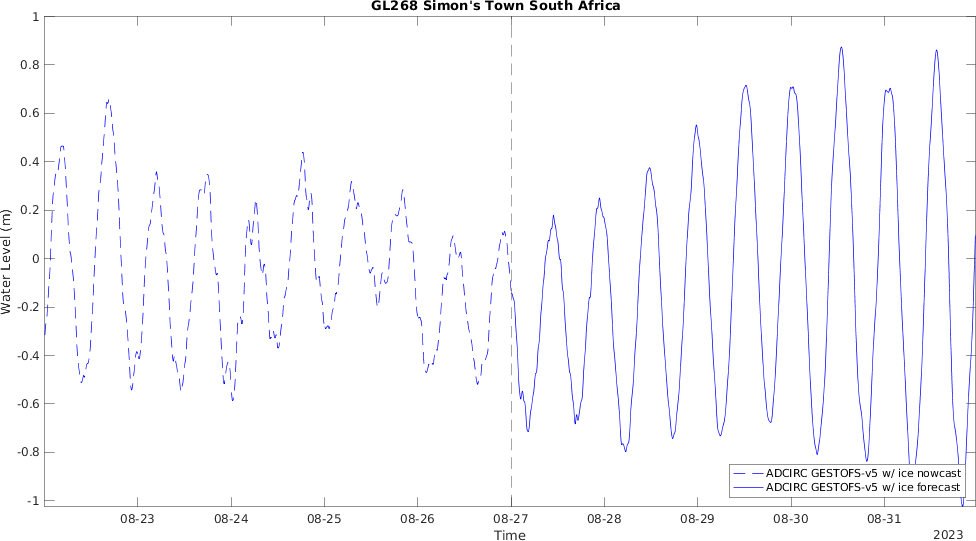 GL268 Simon's Town South Africa
1
0.8
0.6
0.4
0.2
0
-0.2
-0.4
-0.6
-0.8
-1
Water Level (m)
ADCIRC GESTOFS-v5 w/ ice nowcast
ADCIRC GESTOFS-v5 w/ ice forecast
08-23 08-24 08-25 08-26 08-27 08-28 08-29 08-30 08-31
Time
2023